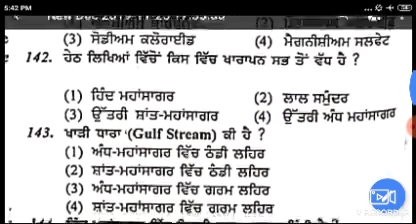 5:42 PM
(3) ਸੋਡੀਅਮ ਕਲੋਰਾਈਡ (4) ਮੈਗਨੀਸ਼ੀਅਮ ਸਲਫੇਟ
142. ਹੇਠ ਲਿਖਿਆਂ ਵਿੱਚੋਂ ਕਿਸ ਵਿੱਚ ਖਾਰਾਪਨ ਸਭ ਤੋਂ ਵੱਧ ਹੈ ?
(1) ਹਿੰਦ ਮਹਾਂਸਾਗਰ (2) ਲਾਲ ਸਮੁੰਦਰ
(3) ਉੱਤਰੀ ਸ਼ਾਂਤ-ਮਹਾਂਸਾਗਰ (4) ਉੱਤਰੀ ਅੰਧ ਮਹਾਂਸਾਗਰ
143. ਖਾੜੀ ਧਾਰਾ (Gulf Stream) ਕੀ ਹੈ ?
(1) ਅੰਧ-ਮਹਾਂਸਾਗਰ ਵਿੱਚ ਠੰਡੀ ਲਹਿਰ
(2) ਸ਼ਾਂਤ-ਮਹਾਂਸਾਗਰ ਵਿੱਚ ਠੰਡੀ ਲਹਿਰ
(3) ਅੰਧ-ਮਹਾਂਸਾਗਰ ਵਿੱਚ ਗਰਮ ਲਹਿਰ
(4) ਸ਼ਾਂਤ-ਮਹਾਂਸਾਗਰ ਵਿੱਚ ਗਰਮ ਲਹਿਰ